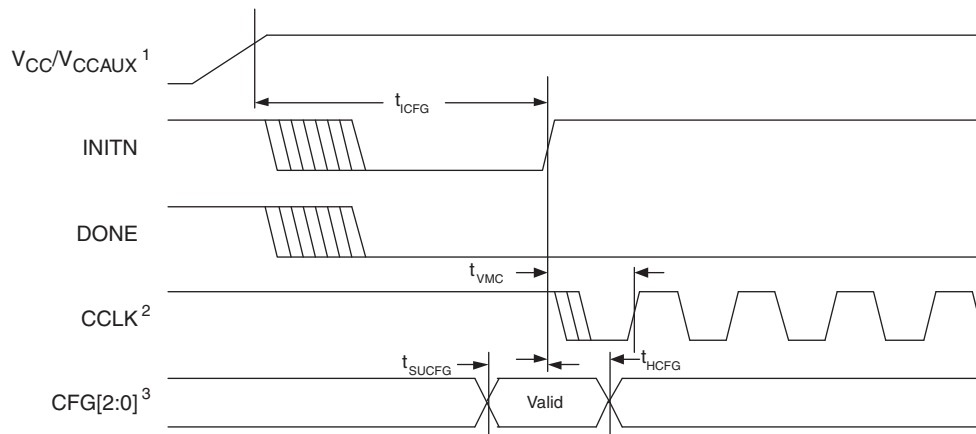 VCC/VCCAUX 1
tICFG
INITN
DONE
tVMC
CCLK 2
tSUCFG
tHCFG
CFG[2:0] 3
Valid